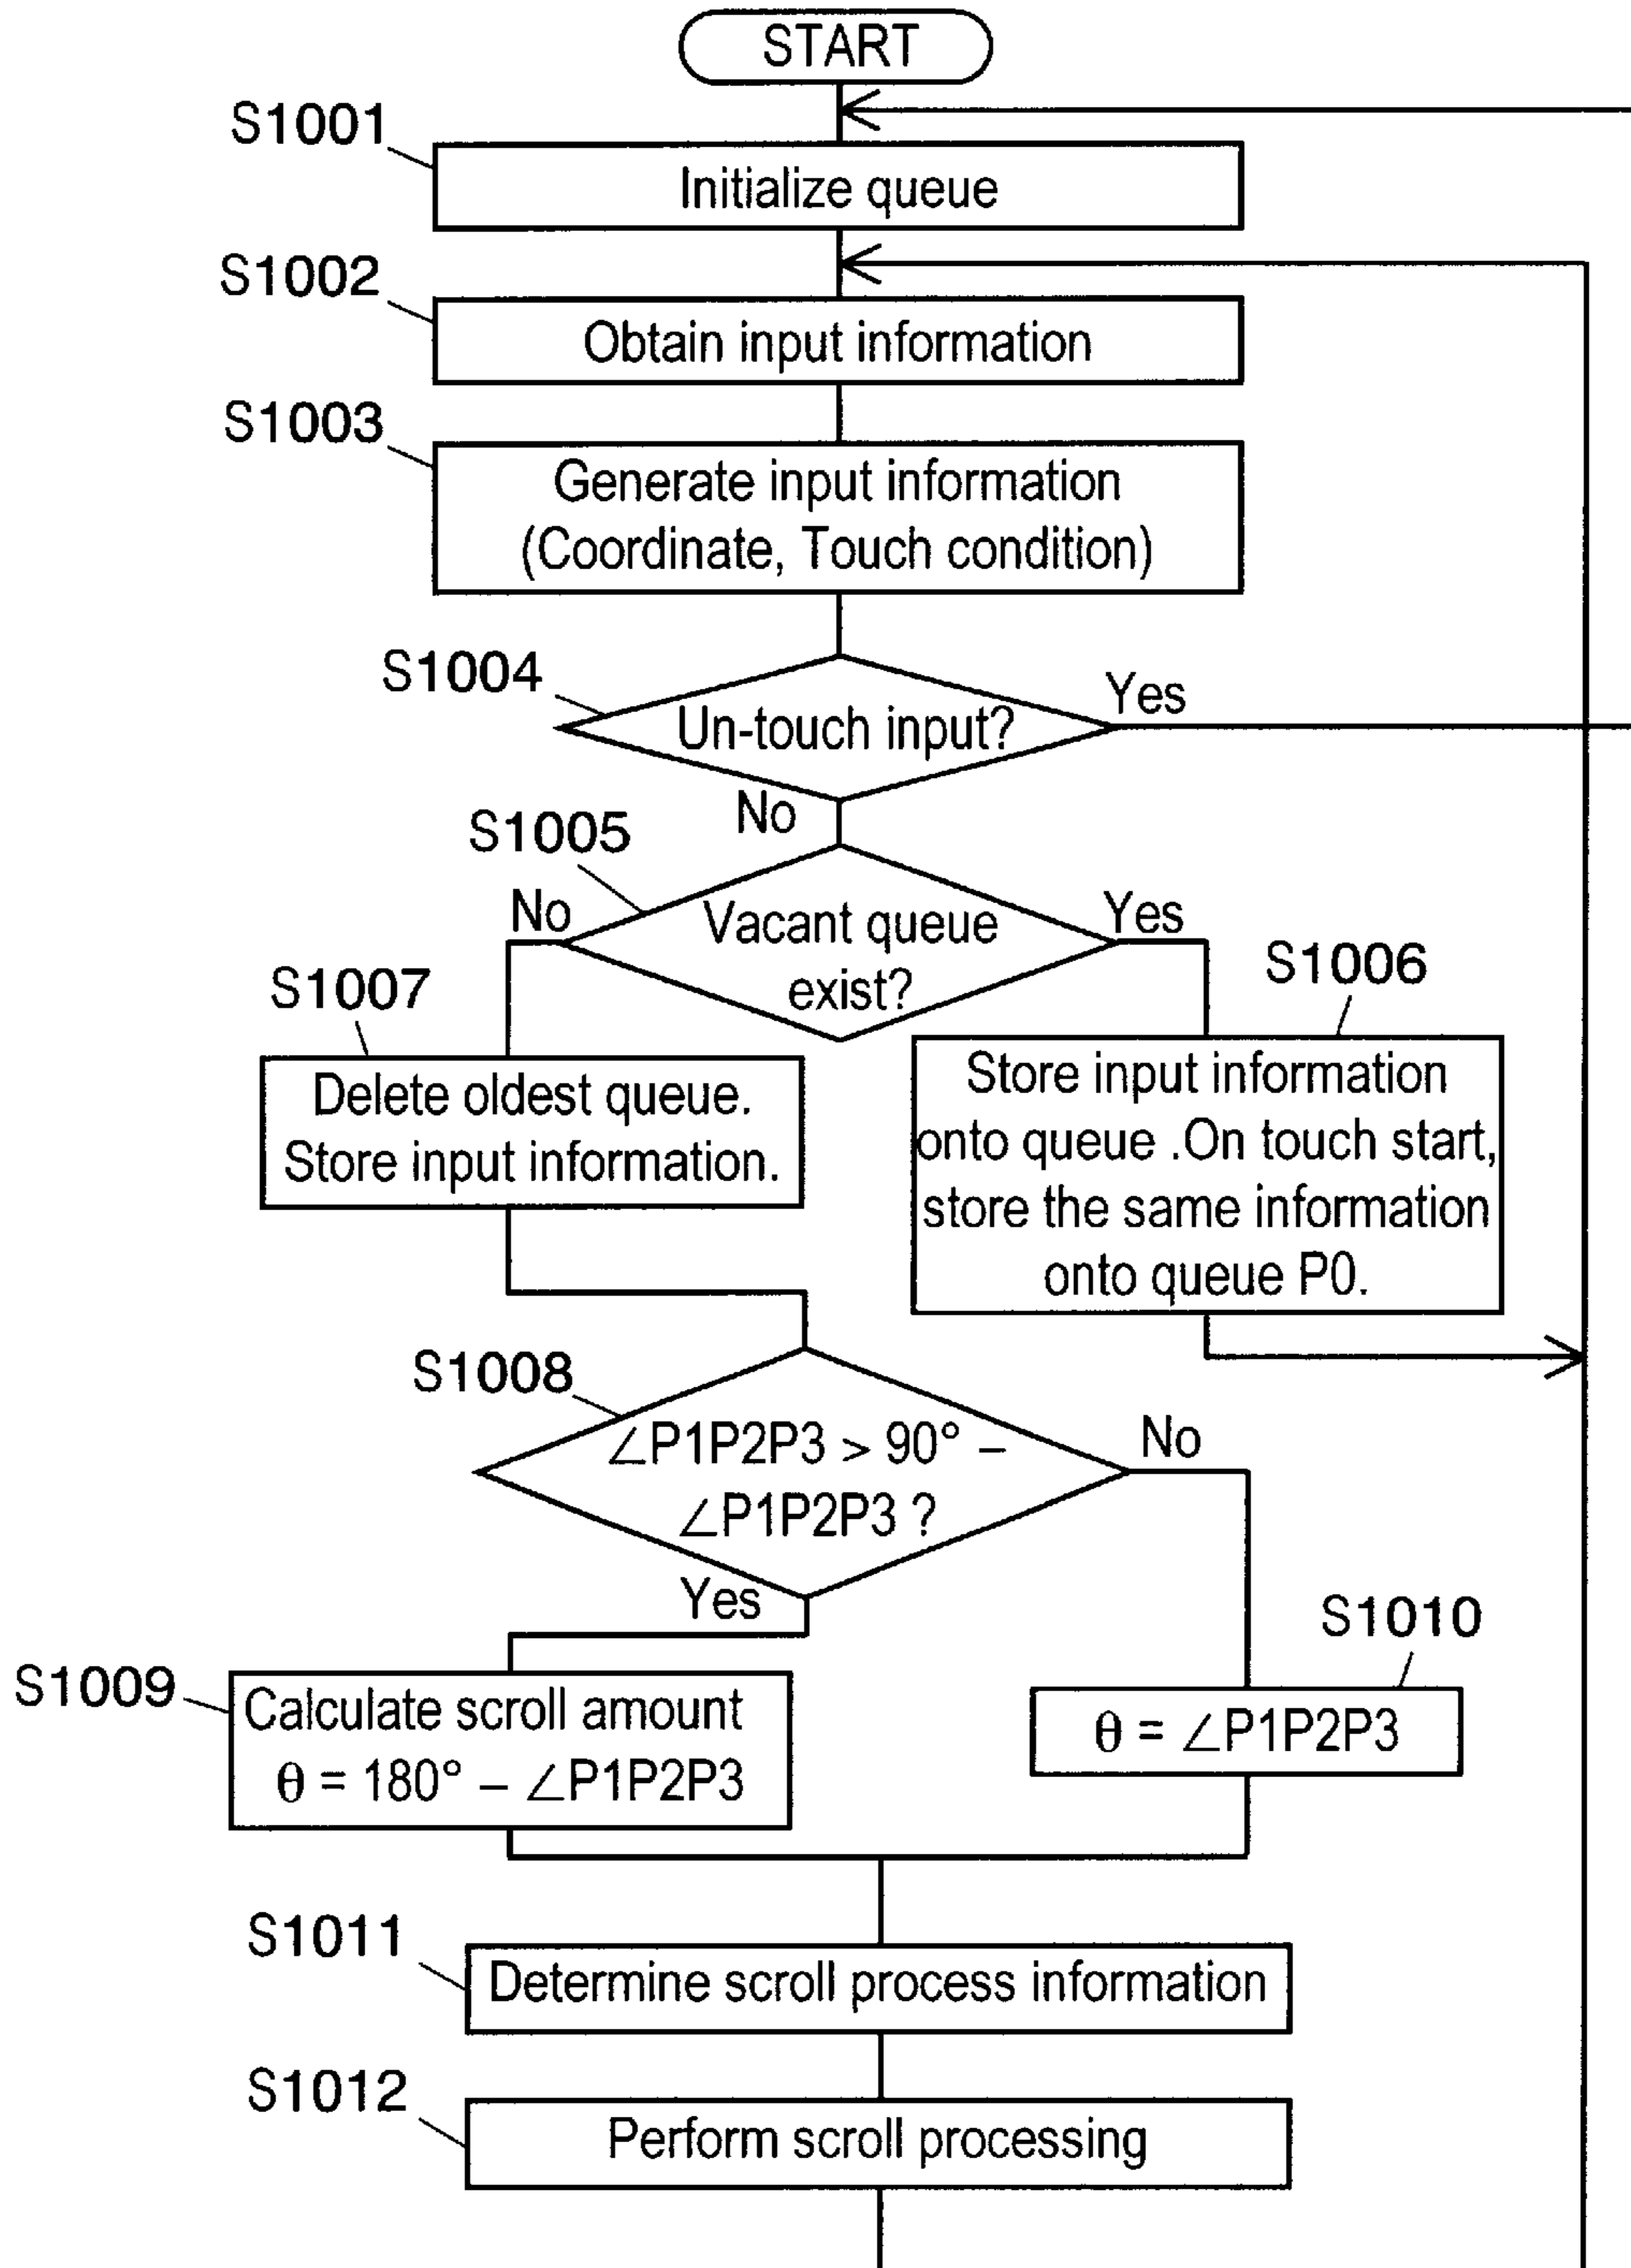 START
S1001
Initialize queue
S1002
Obtain input information
S1003
Generate input information
(Coordinate, Touch condition)
S1004
Un-touch input?
Yes
No
S1005
Vacant queue
exist?
No
Yes
S1007
Delete oldest queue.
Store input information.
S1006
Store input information
onto queue .On touch start,
store the same information
onto queue P0.
S1008
∠P1P2P3 > 90° –
∠P1P2P3 ?
No
Yes
S1009
Calculate scroll amount
θ = 180° – ∠P1P2P3
S1010
θ = ∠P1P2P3
S1011
Determine scroll process information
S1012
Perform scroll processing